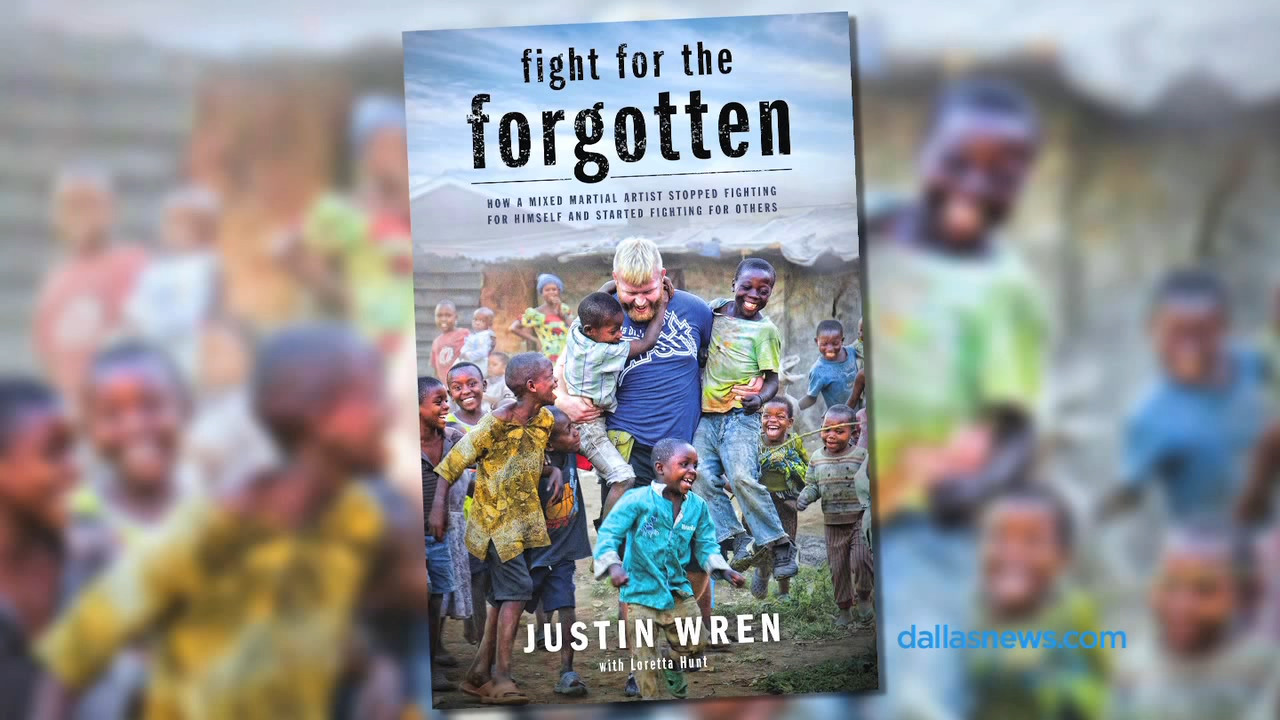 fight for the
forgotten
HOW A MIXED MARTIAL ARTIST STOPPED FIGHTING
FOR HIMSELF AND STARTED FIGHTING FOR OTHERS
JUSTIN WREN
with Loretta Hunt
dallasnews.com